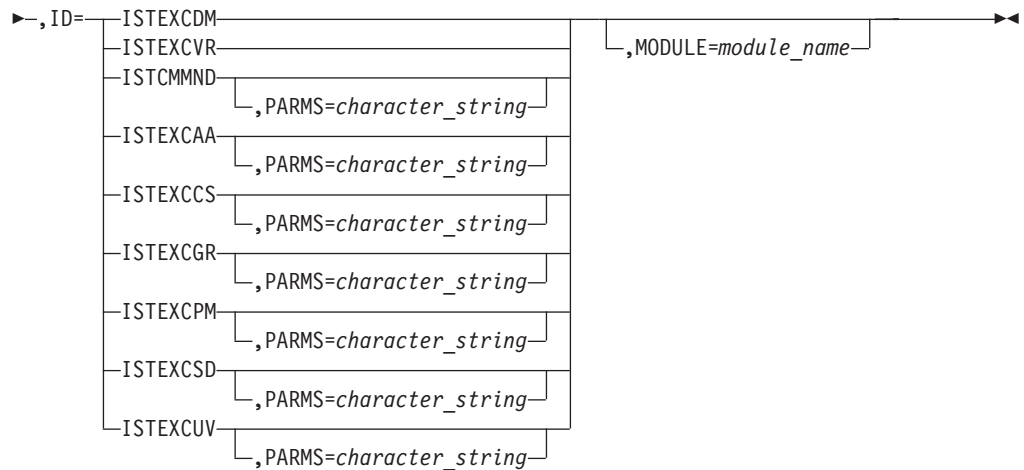 ,ID= ISTEXCDM
ISTEXCVR ,MODULE=module_name
ISTCMMND
,PARMS=character_string
ISTEXCAA
,PARMS=character_string
ISTEXCCS
,PARMS=character_string
ISTEXCGR
,PARMS=character_string
ISTEXCPM
,PARMS=character_string
ISTEXCSD
,PARMS=character_string
ISTEXCUV
,PARMS=character_string